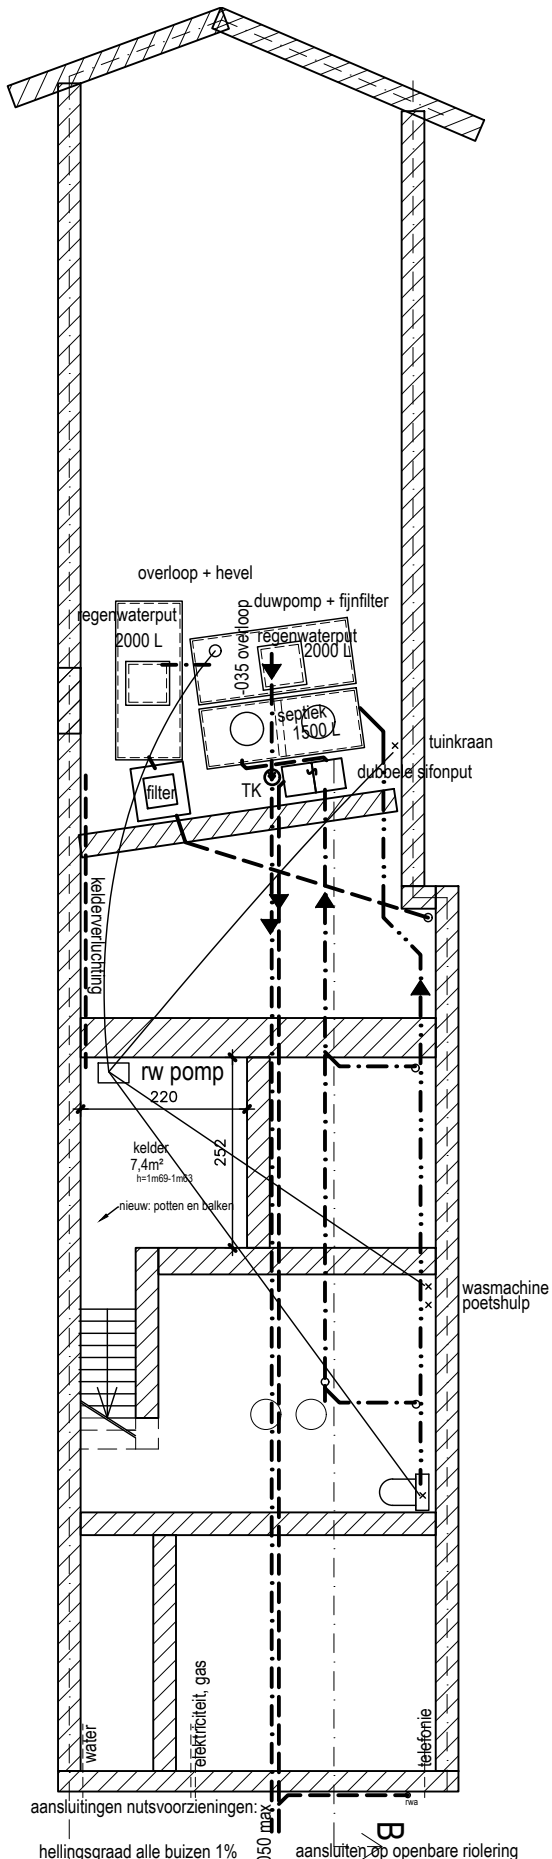 overloop + hevel
regenwaterput
2000 L
-035 overloop
duwpomp + fijnfilter
regenwaterput
2000 L
septiek
1500 L
S
tuinkraan
dubbele sifonput
filter
TK
kelderverluchting
rw pomp
220
252
kelder
7,4m²
h=1m69-1m63
nieuw: potten en balken
wasmachine
poetshulp
water
elektriciteit, gas
telefonie
aansluitingen nutsvoorzieningen:
rwa
050 max
B
hellingsgraad alle buizen 1%
aansluiten op openbare riolering